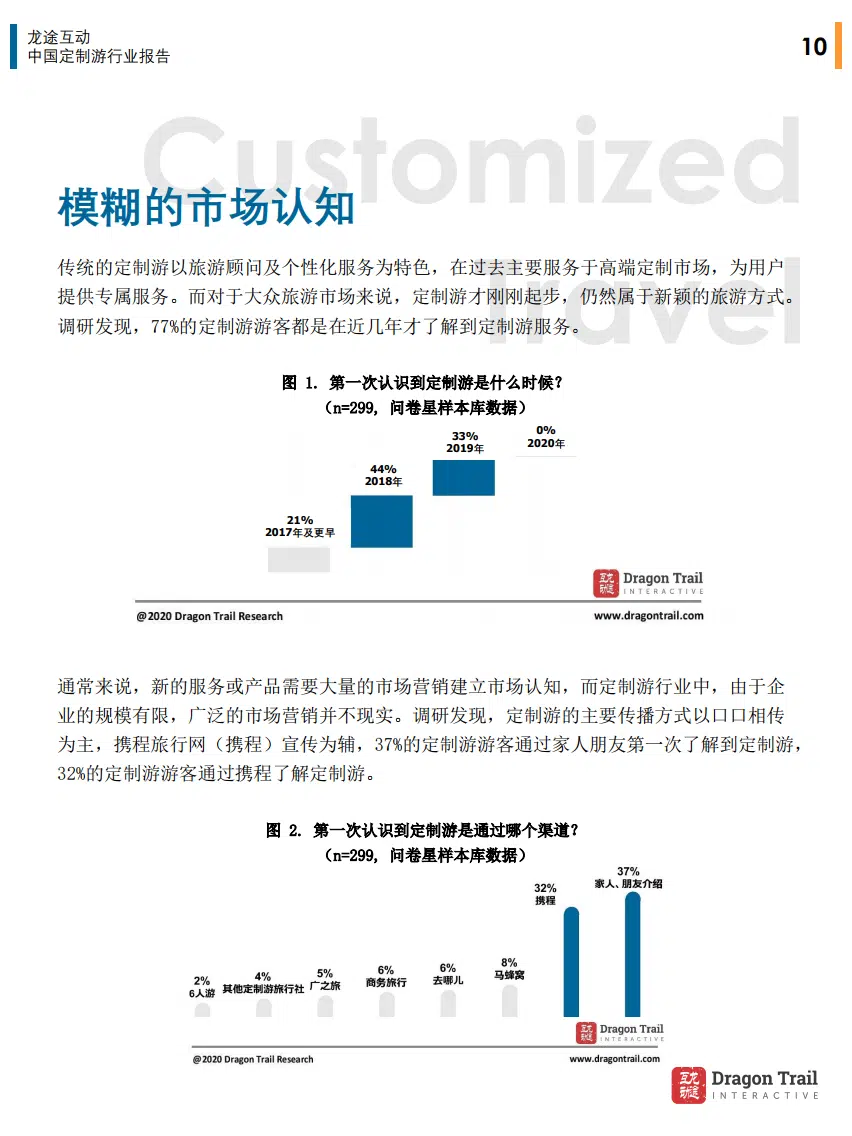 龙途互动
中国定制游行业报告
10
Customized
Travel
模糊的市场认知
传统的定制游以旅游顾问及个性化服务为特色，在过去主要服务于高端定制市场，为用户
提供专属服务。而对于大众旅游市场来说，定制游才刚刚起步，仍然属于新颖的旅游方式。
调研发现，77%的定制游游客都是在近几年才了解到定制游服务。
图 1. 第一次认识到定制游是什么时候？
（n=299，问卷星样本库数据）
0%
2020年
33%
2019年
44%
2018年
21%
2017年及更早
互龙动途
Dragon Trail
INTERACTIVE
@2020 Dragon Trail Research
www.dragontrail.com
通常来说，新的服务或产品需要大量的市场营销建立市场认知，而定制游行业中，由于企
业的规模有限，广泛的市场营销并不现实。调研发现，定制游的主要传播方式以口口相传
为主，携程旅行网（携程）宣传为辅，37%的定制游游客通过家人朋友第一次了解到定制游，
32%的定制游游客通过携程了解定制游。
图 2. 第一次认识到定制游是通过哪个渠道？
（n=299，问卷星样本库数据）
2%
6人游
4%
其他定制游旅行社
5%
广之旅
6%
商务旅行
6%
去哪儿
8%
马蜂窝
32%
携程
37%
家人、朋友介绍
互龙动途
Dragon Trail
INTERACTIVE
@2020 Dragon Trail Research
www.dragontrail.com
互龙动途
Dragon Trail
INTERACTIVE